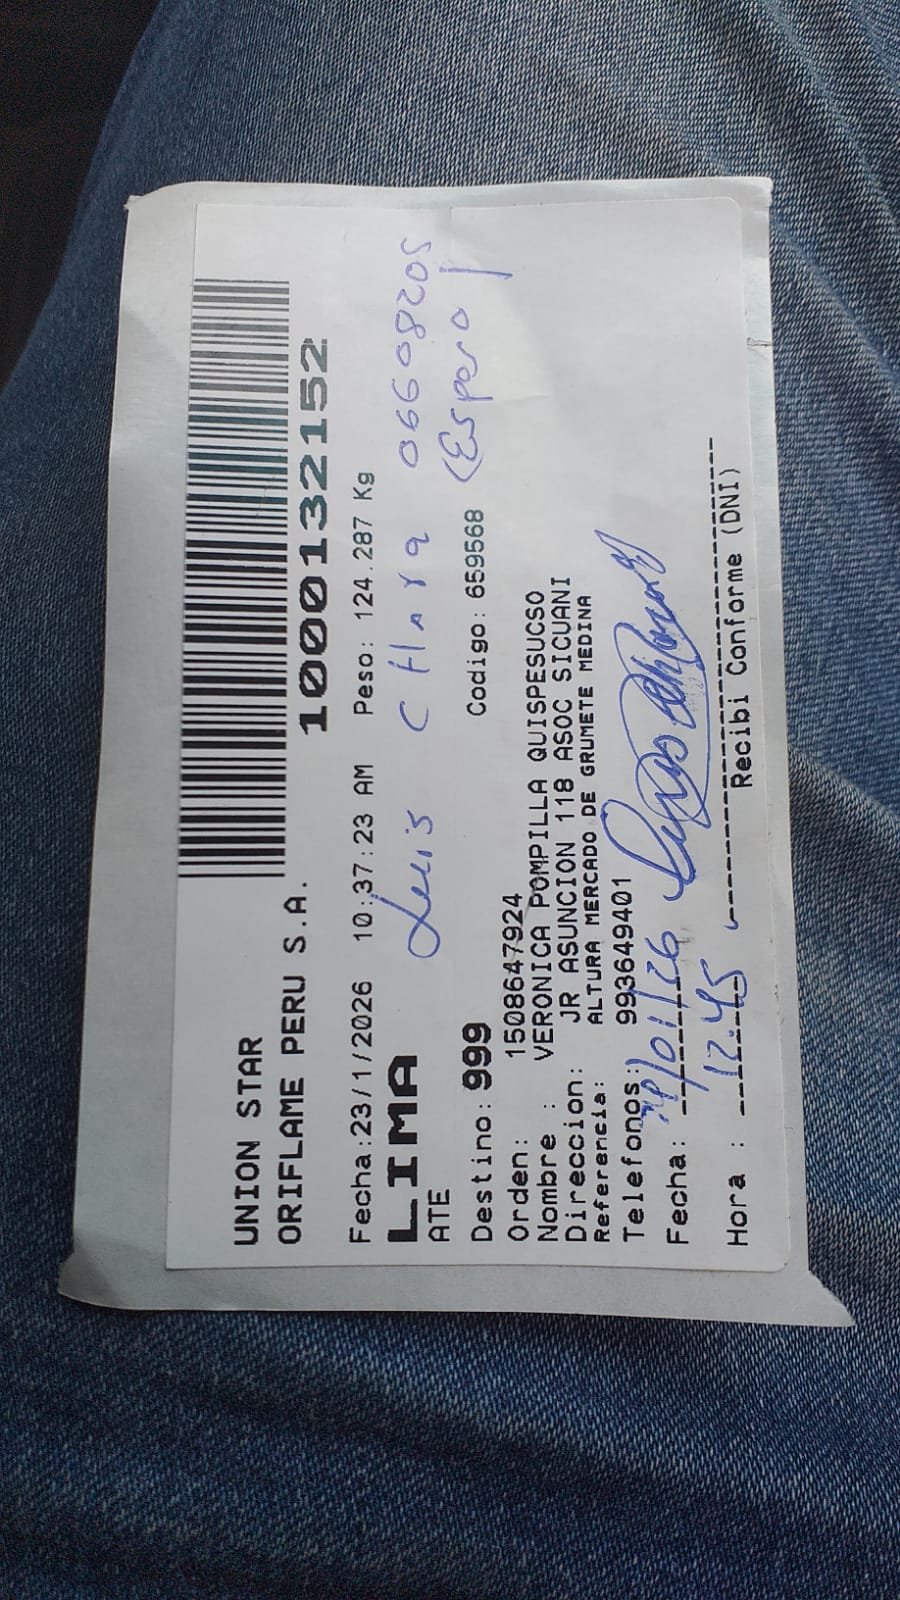 UNION STAR
ORIFLAME PERU S.A.
10001321152
Fecha:23/1/2026 10:37:23 AM Peso: 124.287 Kg
LIMA
Luis CHARA 06608205
ATE
(Esposo)
Destino: 999 Codigo: 659568
Orden: 1508647924
Nombre : VERONICA POMPILLA QUISPESUCSO
Direccion: JR ASUNCION 118 ASOC SICUANI
Referencia: ALTURA MERCADO DE GRUMETE MEDINA
Telefonos: 993649401
Fecha: /01/26
Hora : 12:45
Recibi Conforme (DNI)